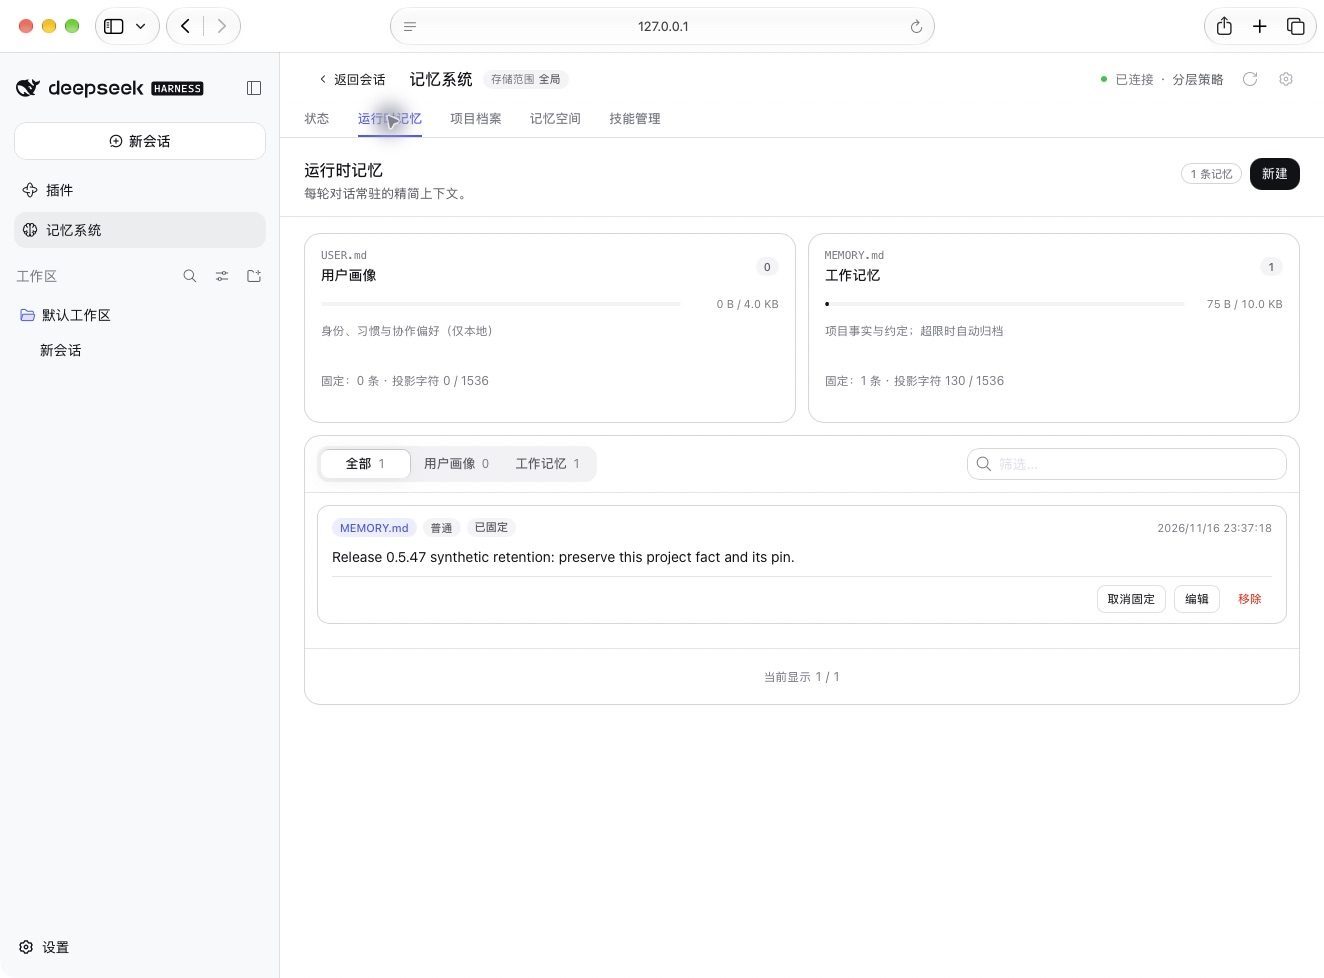 127.0.0.1
deepseek HARNESS
新会话
插件
记忆系统
工作区
默认工作区
新会话
设置
返回会话 记忆系统 存储范围 全局
已连接 · 分层策略
状态 运行时记忆 项目档案 记忆空间 技能管理
运行时记忆
每轮对话常驻的精简上下文。
1 条记忆 新建
USER.md
用户画像
0
0 B / 4.0 KB
身份、习惯与协作偏好（仅本地）
固定：0 条 · 投影字符 0 / 1536
MEMORY.md
工作记忆
1
75 B / 10.0 KB
项目事实与约定；超限时自动归档
固定：1 条 · 投影字符 130 / 1536
全部 1 用户画像 0 工作记忆 1
筛选...
MEMORY.md 普通 已固定
2026/11/16 23:37:18
Release 0.5.47 synthetic retention: preserve this project fact and its pin.
取消固定 编辑 移除
当前显示 1 / 1